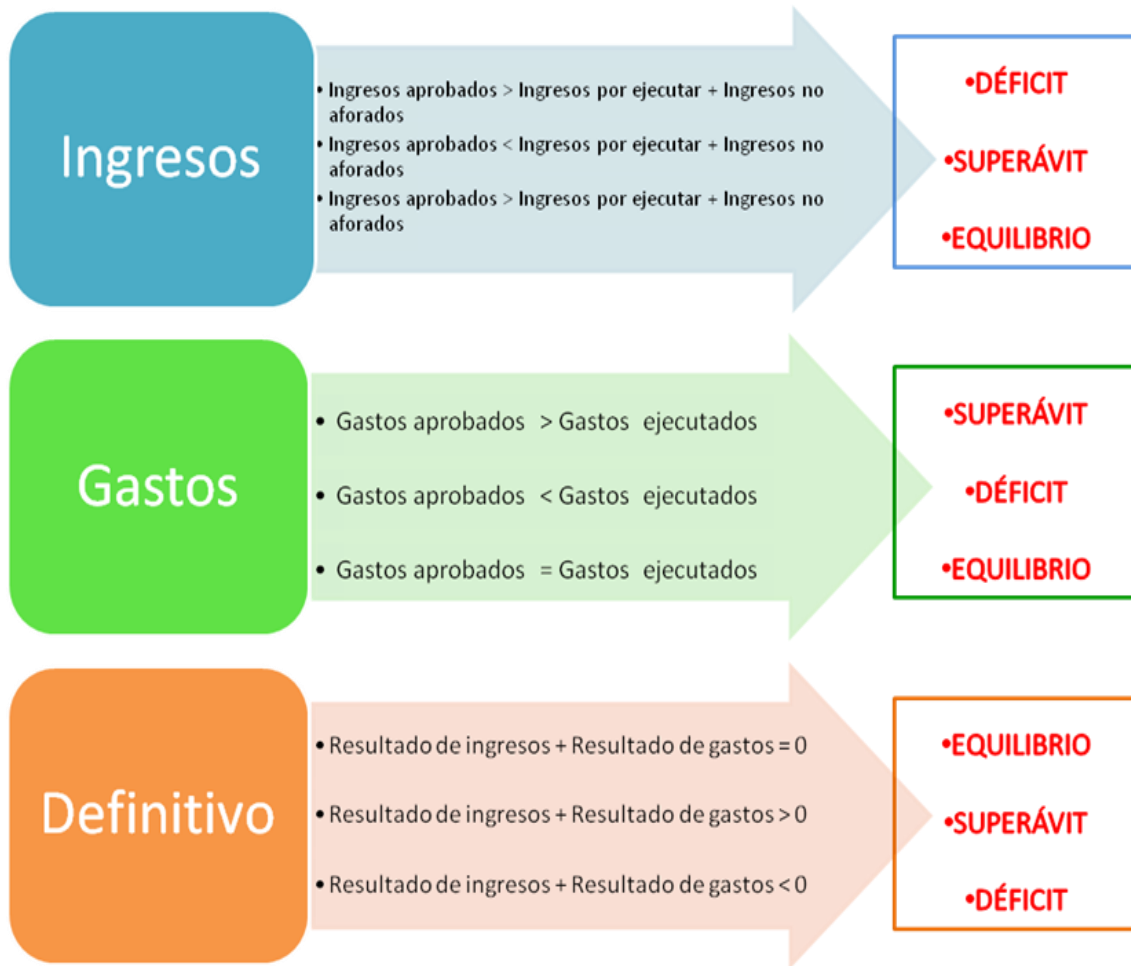 Ingresos
• Ingresos aprobados > Ingresos por ejecutar + Ingresos no
aforados
• Ingresos aprobados < Ingresos por ejecutar + Ingresos no
aforados
• Ingresos aprobados > Ingresos por ejecutar + Ingresos no
aforados
•DÉFICIT
•SUPERÁVIT
•EQUILIBRIO
Gastos
• Gastos aprobados > Gastos ejecutados
• Gastos aprobados < Gastos ejecutados
• Gastos aprobados = Gastos ejecutados
•SUPERÁVIT
•DÉFICIT
•EQUILIBRIO
Definitivo
• Resultado de ingresos + Resultado de gastos = 0
• Resultado de ingresos + Resultado de gastos > 0
• Resultado de ingresos + Resultado de gastos < 0
•EQUILIBRIO
•SUPERÁVIT
•DÉFICIT